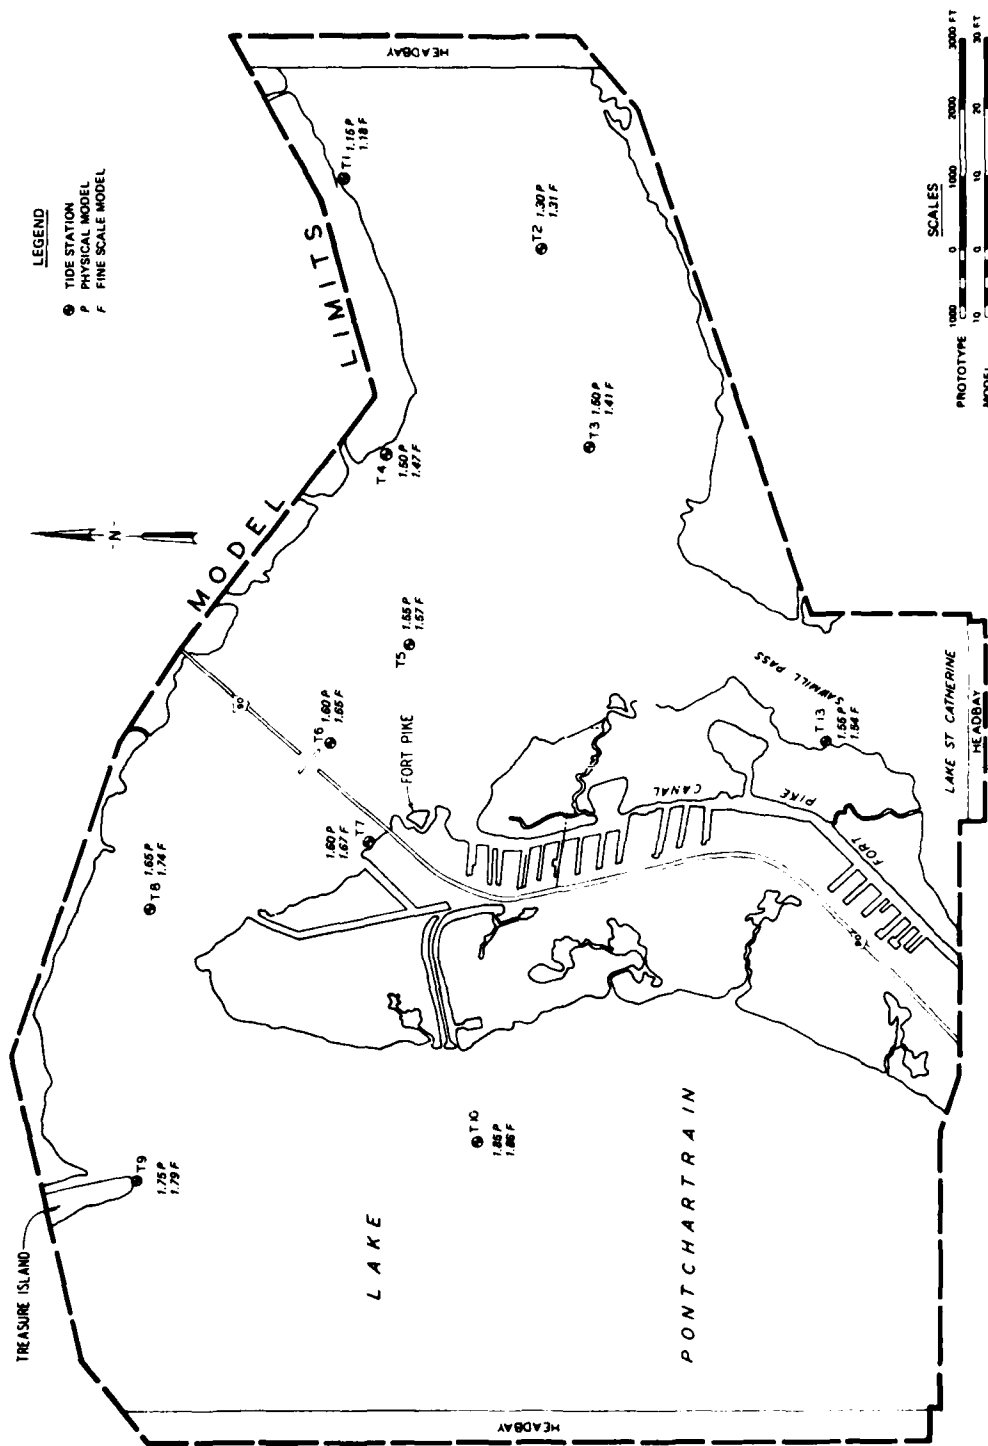 LEGEND
TIDE STATION
P PHYSICAL MODEL
F FINE SCALE MODEL
MODEL LIMITS
-N-
HEADBAY
T1 1.15 P
1.18 F
T2 1.30 P
1.31 F
T3 1.50 P
1.41 F
T4
1.60 P
1.47 F
T5 1.55 P
1.57 F
T6 1.60 P
1.65 F
T7
1.60 P
1.67 F
T8 1.65 P
1.74 F
T9
1.75 P
1.79 F
T10
1.85 P
1.86 F
T13
1.55 P
1.54 F
90
FORT PIKE
FORT PIKE CANAL
SAWMILL PASS
LAKE ST CATHERINE
HEADBAY
90
TREASURE ISLAND
LAKE
PONTCHARTRAIN
HEADBAY
SCALES
PROTOTYPE 1000 0 1000 2000 3000 FT
MODEL 10 0 10 20 30 FT